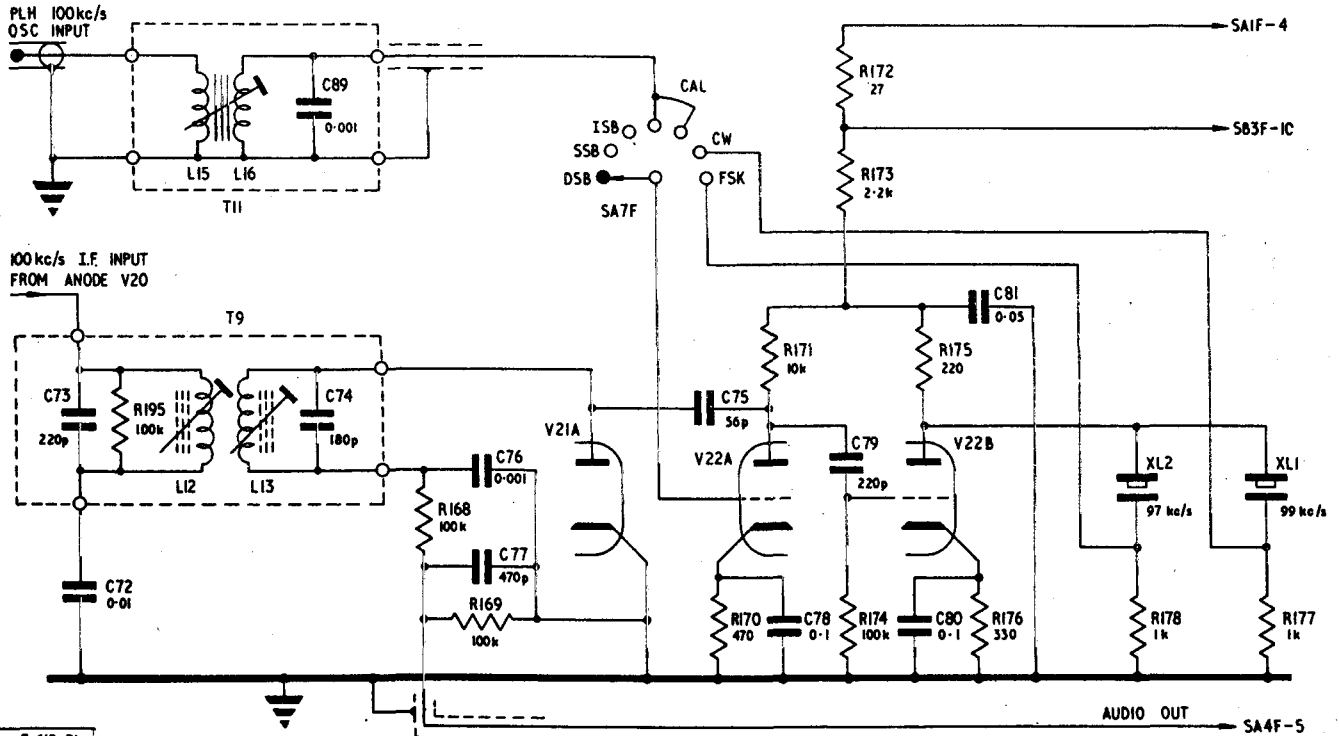 PLH 100kc/s
OSC INPUT
C89
0·001
L15 L16
T11
CAL
ISB
SSB
DSB
CW
FSK
SA7F
R172
27
SA1F-4
SB3F-1C
R173
2·2k
100kc/s I.F. INPUT
FROM ANODE V20
T9
C73
220p
R195
100k
L12 L13
C74
180p
C72
0·01
C76
0·001
R168
100k
C77
470p
R169
100k
V21A
C75
56p
R171
10k
V22A
C79
220p
R175
220
C81
0·05
V22B
XL2
97 kc/s
XL1
99 kc/s
R170
470
C78
0·1
R174
100k
C80
0·1
R176
330
R178
1k
R177
1k
AUDIO OUT
SA4F-5